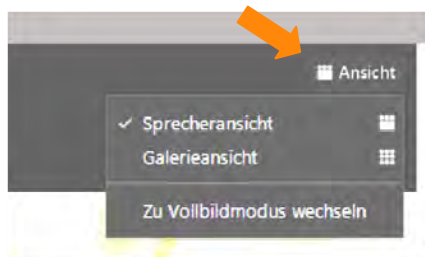 Ansicht
Sprecheransicht
Galerieansicht
Zu Vollbildmodus wechseln